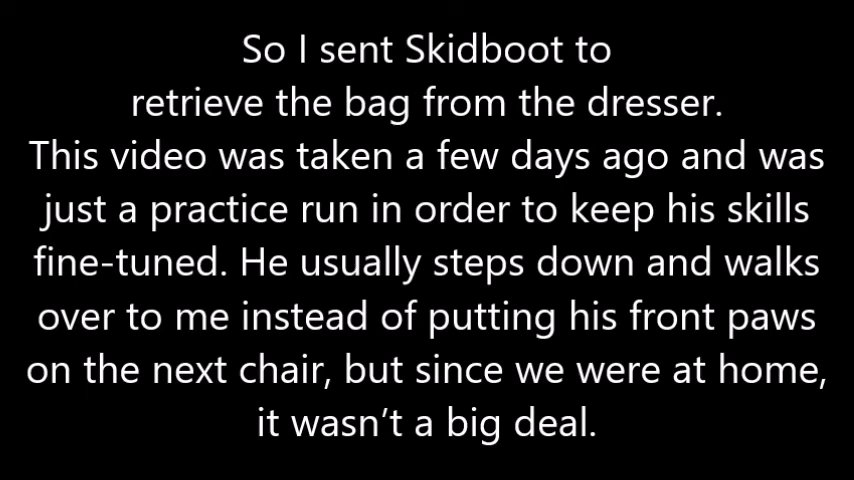 So I sent Skidboot to
retrieve the bag from the dresser.
This video was taken a few days ago and was
just a practice run in order to keep his skills
fine-tuned. He usually steps down and walks
over to me instead of putting his front paws
on the next chair, but since we were at home,
it wasn’t a big deal.